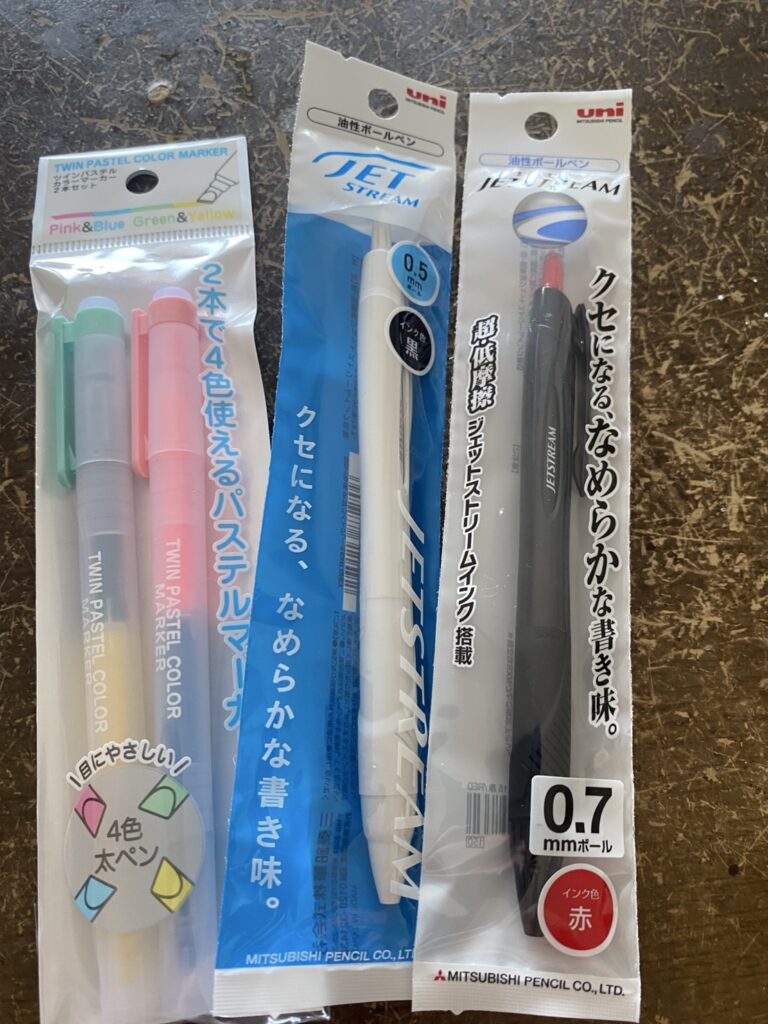 TWIN PASTEL COLOR MARKER
ツインパステル
カラーマーカー
2本セット
Pink&Blue Green&Yellow
2本で4色使えるパステルマーカ
TWIN PASTEL COLOR
MARKER
TWIN PASTEL COLOR
MARKER
目にやさしい
4色
太ペン
uni
MITSUBISHI PENCIL
油性ボールペン
JET
STREAM
0.5
mm
ボール
インク色
黒
クセになる、なめらかな書き味。
JETSTREAM
MITSUBISHI PENCIL CO., LT
uni
MITSUBISHI PENCIL
油性ボールペン
JETSTREAM
クセになる、なめらかな書き味。
超・低摩擦 ジェットストリームインク搭載
JETSTREAM
0.7
mmボール
インク色
赤
MITSUBISHI PENCIL CO., LTD.